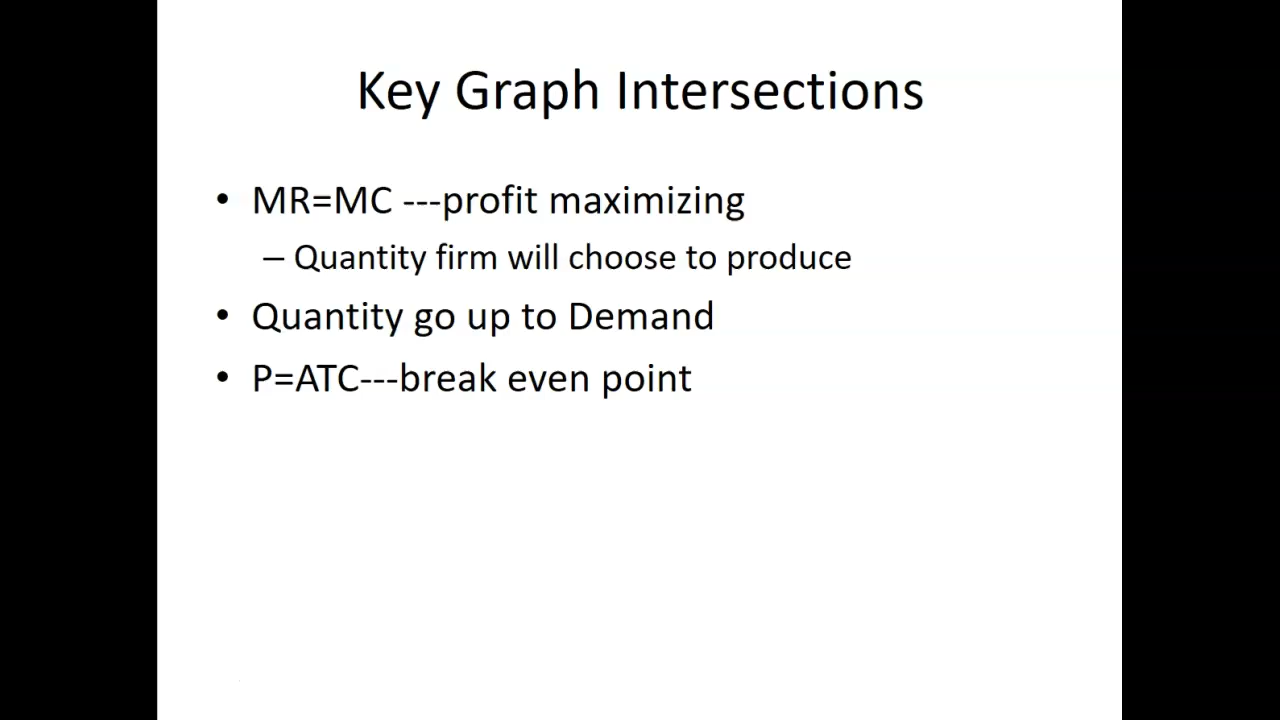 Key Graph Intersections
• MR=MC ---profit maximizing
– Quantity firm will choose to produce
• Quantity go up to Demand
• P=ATC---break even point